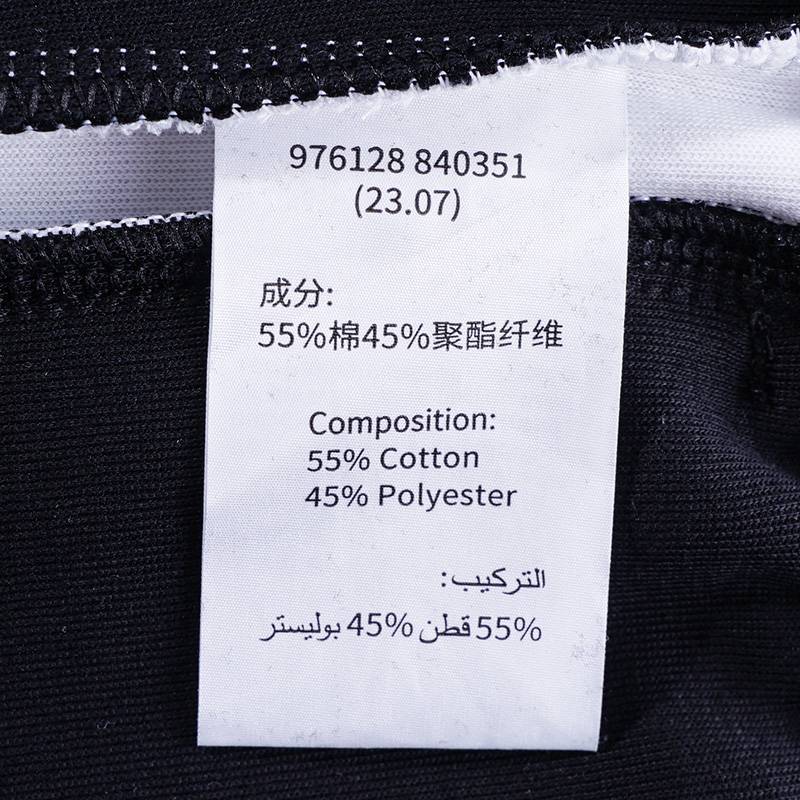 976128 840351
(23.07)
成分:
55%棉45%聚酯纤维
Composition:
55% Cotton
45% Polyester
التركيب:
55% قطن 45% بوليستر